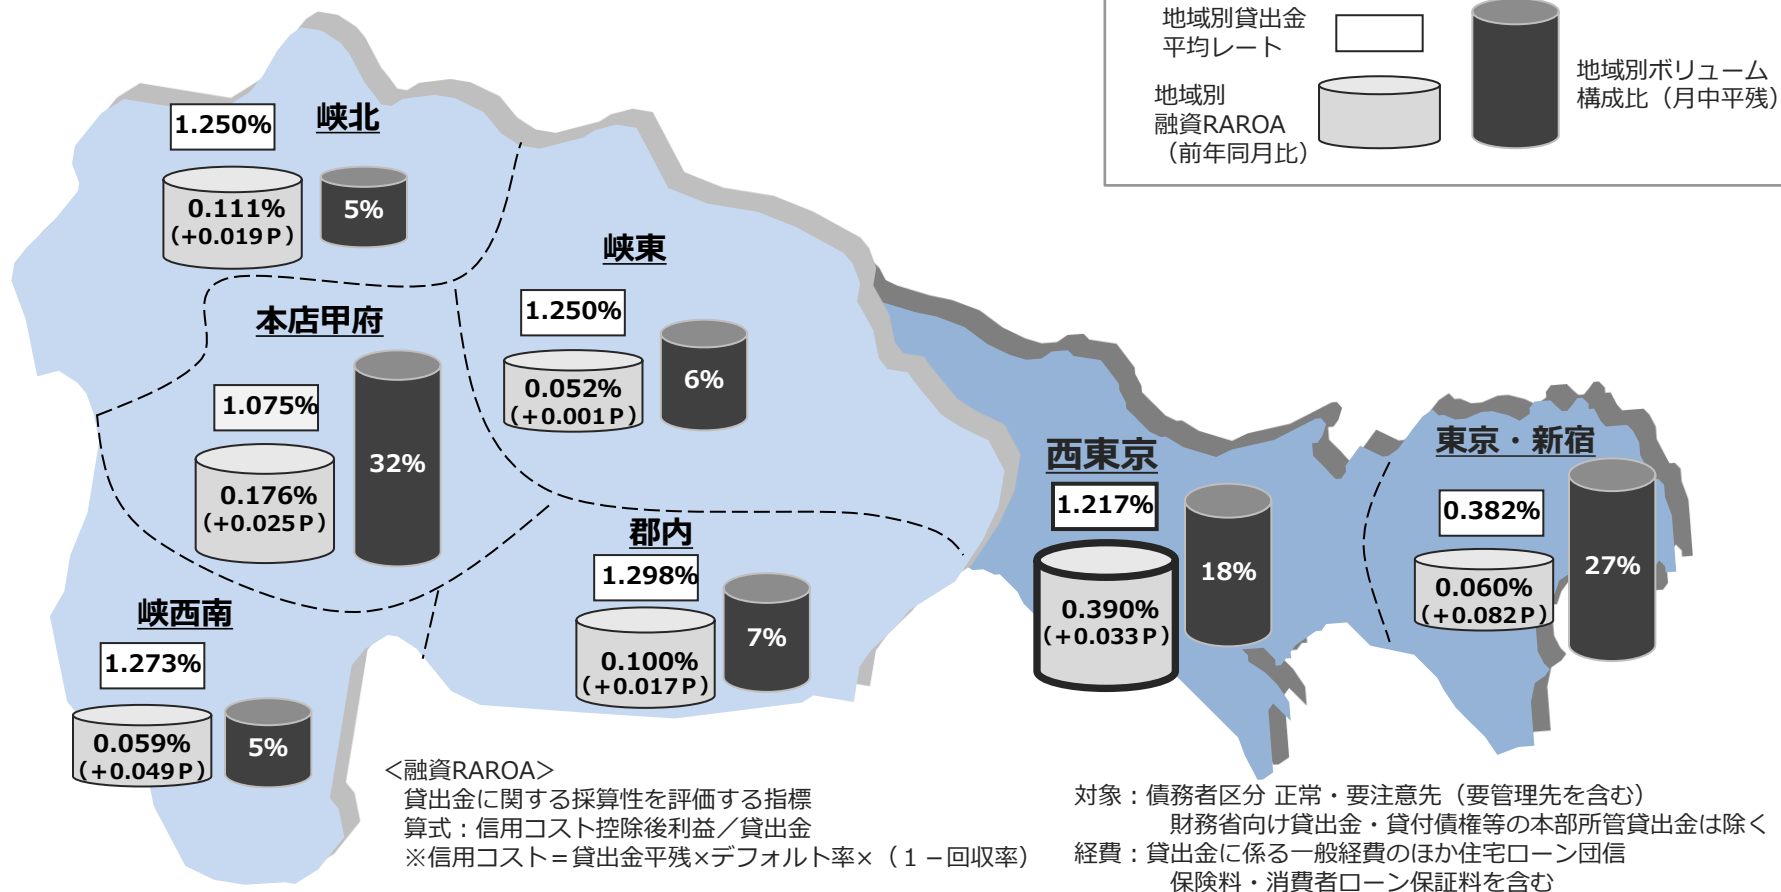 地域別貸出金
平均レート
地域別
融資RAROA
（前年同月比）
地域別ボリューム
構成比（月中平残）
峡北
1.250%
0.111%
（+0.019Ｐ）
5%
峡東
1.250%
0.052%
（+0.001Ｐ）
6%
本店甲府
1.075%
0.176%
（+0.025Ｐ）
32%
西東京
1.217%
0.390%
（+0.033Ｐ）
18%
東京・新宿
0.382%
0.060%
（+0.082Ｐ）
27%
郡内
1.298%
0.100%
（+0.017Ｐ）
7%
峡西南
1.273%
0.059%
（+0.049Ｐ）
5%
＜融資RAROA＞
貸出金に関する採算性を評価する指標
算式：信用コスト控除後利益／貸出金
※信用コスト＝貸出金平残×デフォルト率×（１－回収率）
対象：債務者区分 正常・要注意先（要管理先を含む）
財務省向け貸出金・貸付債権等の本部所管貸出金は除く
経費：貸出金に係る一般経費のほか住宅ローン団信
保険料・消費者ローン保証料を含む